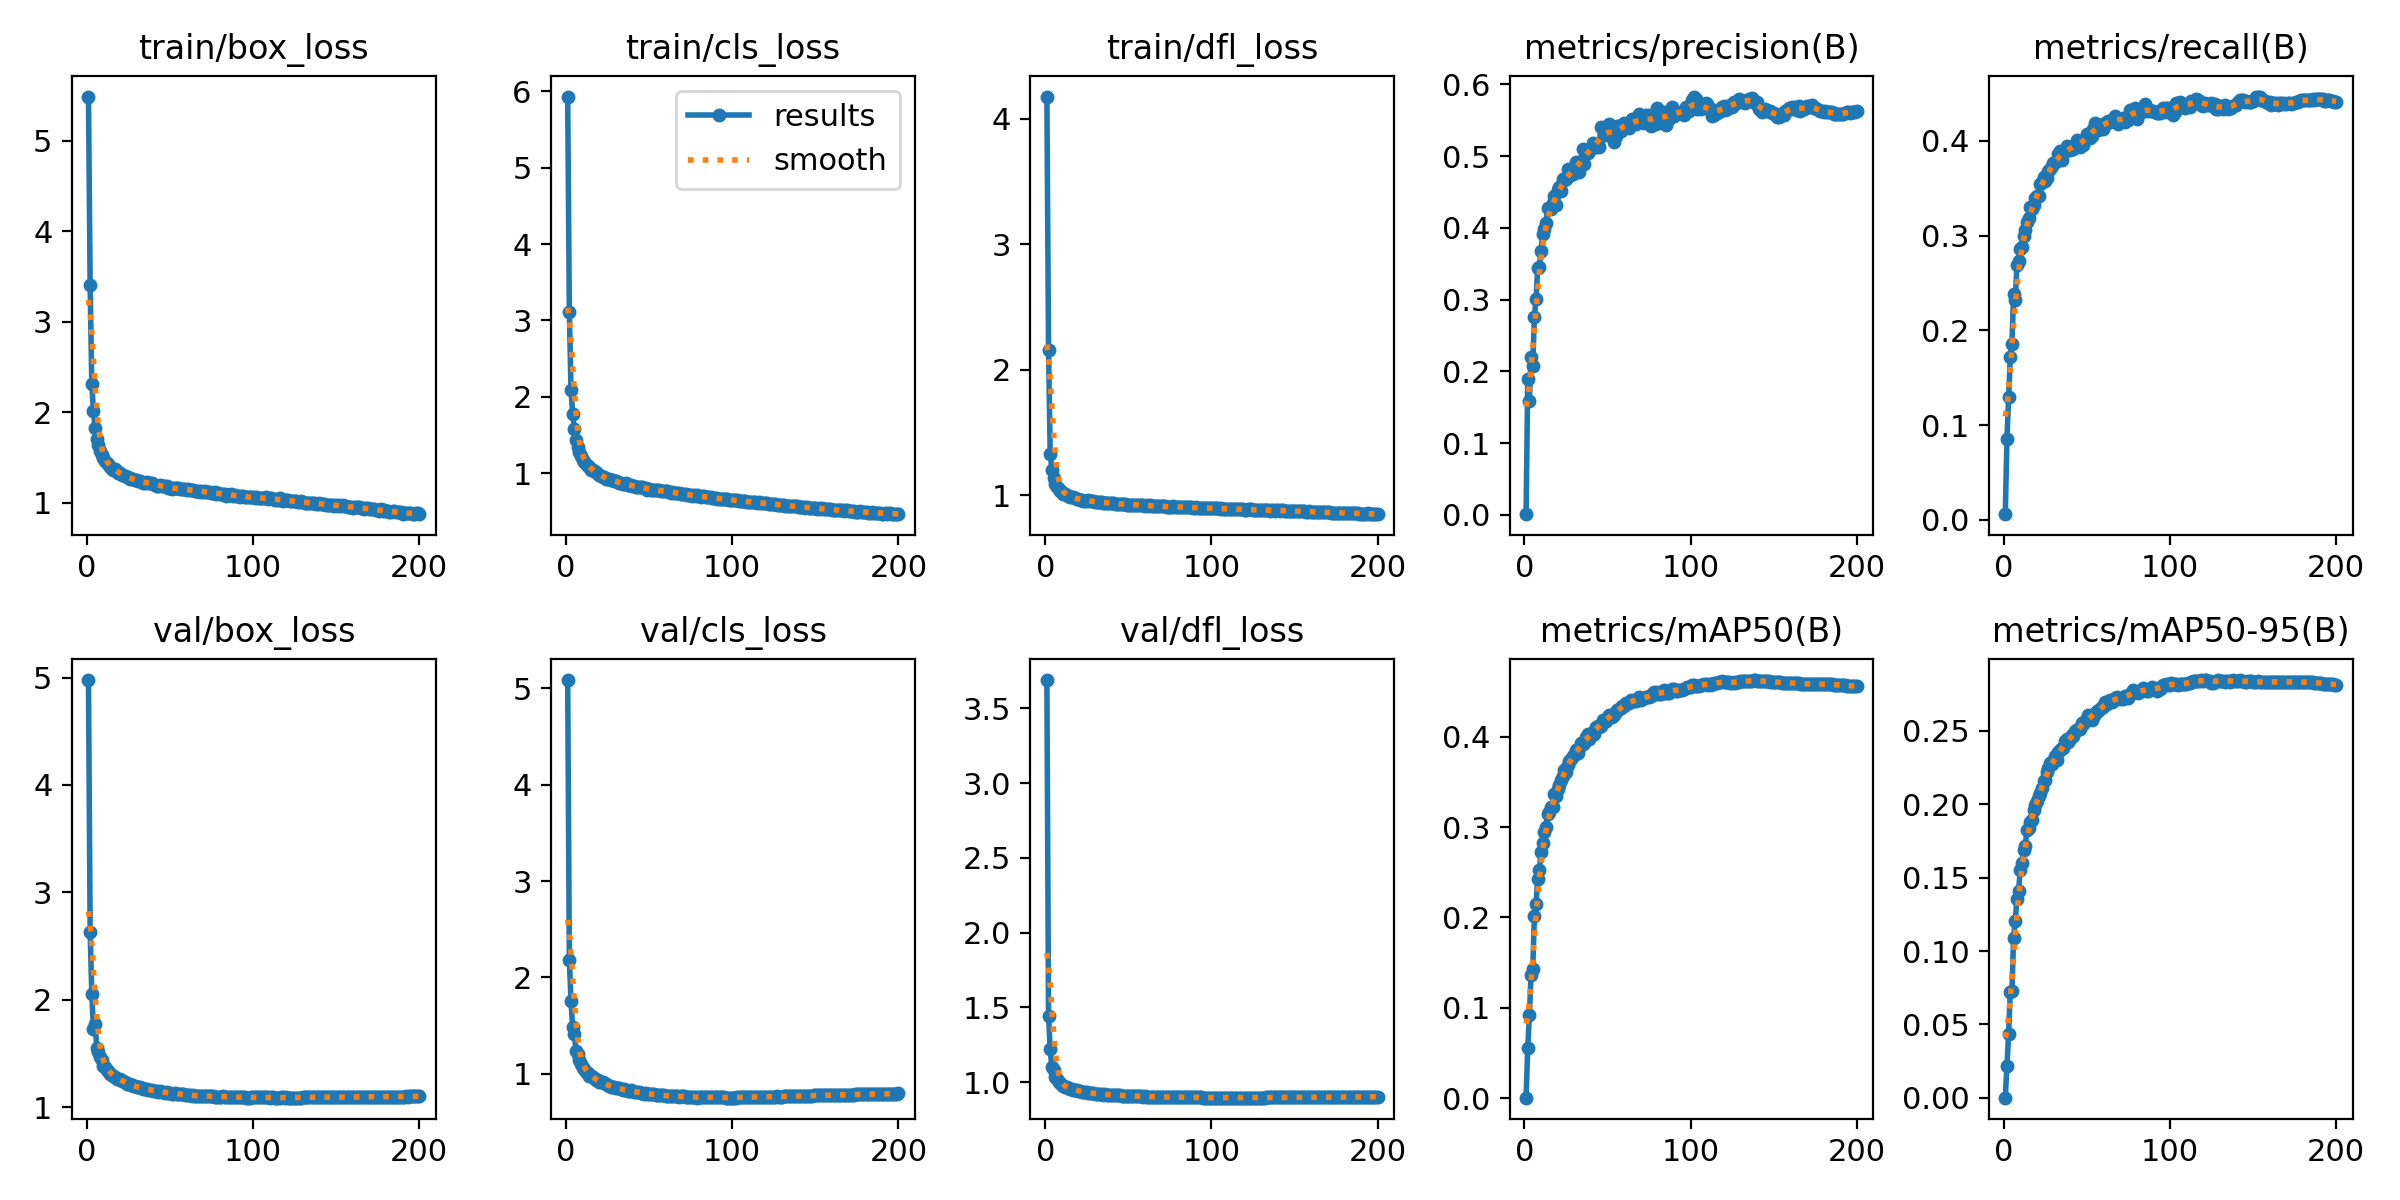 train/box_loss
5
4
3
2
1
0 100 200
train/cls_loss
results
smooth
6
5
4
3
2
1
0 100 200
train/dfl_loss
4
3
2
1
0 100 200
metrics/precision(B)
0.6
0.5
0.4
0.3
0.2
0.1
0.0
0 100 200
metrics/recall(B)
0.4
0.3
0.2
0.1
0.0
0 100 200
val/box_loss
5
4
3
2
1
0 100 200
val/cls_loss
5
4
3
2
1
0 100 200
val/dfl_loss
3.5
3.0
2.5
2.0
1.5
1.0
0 100 200
metrics/mAP50(B)
0.4
0.3
0.2
0.1
0.0
0 100 200
metrics/mAP50-95(B)
0.25
0.20
0.15
0.10
0.05
0.00
0 100 200